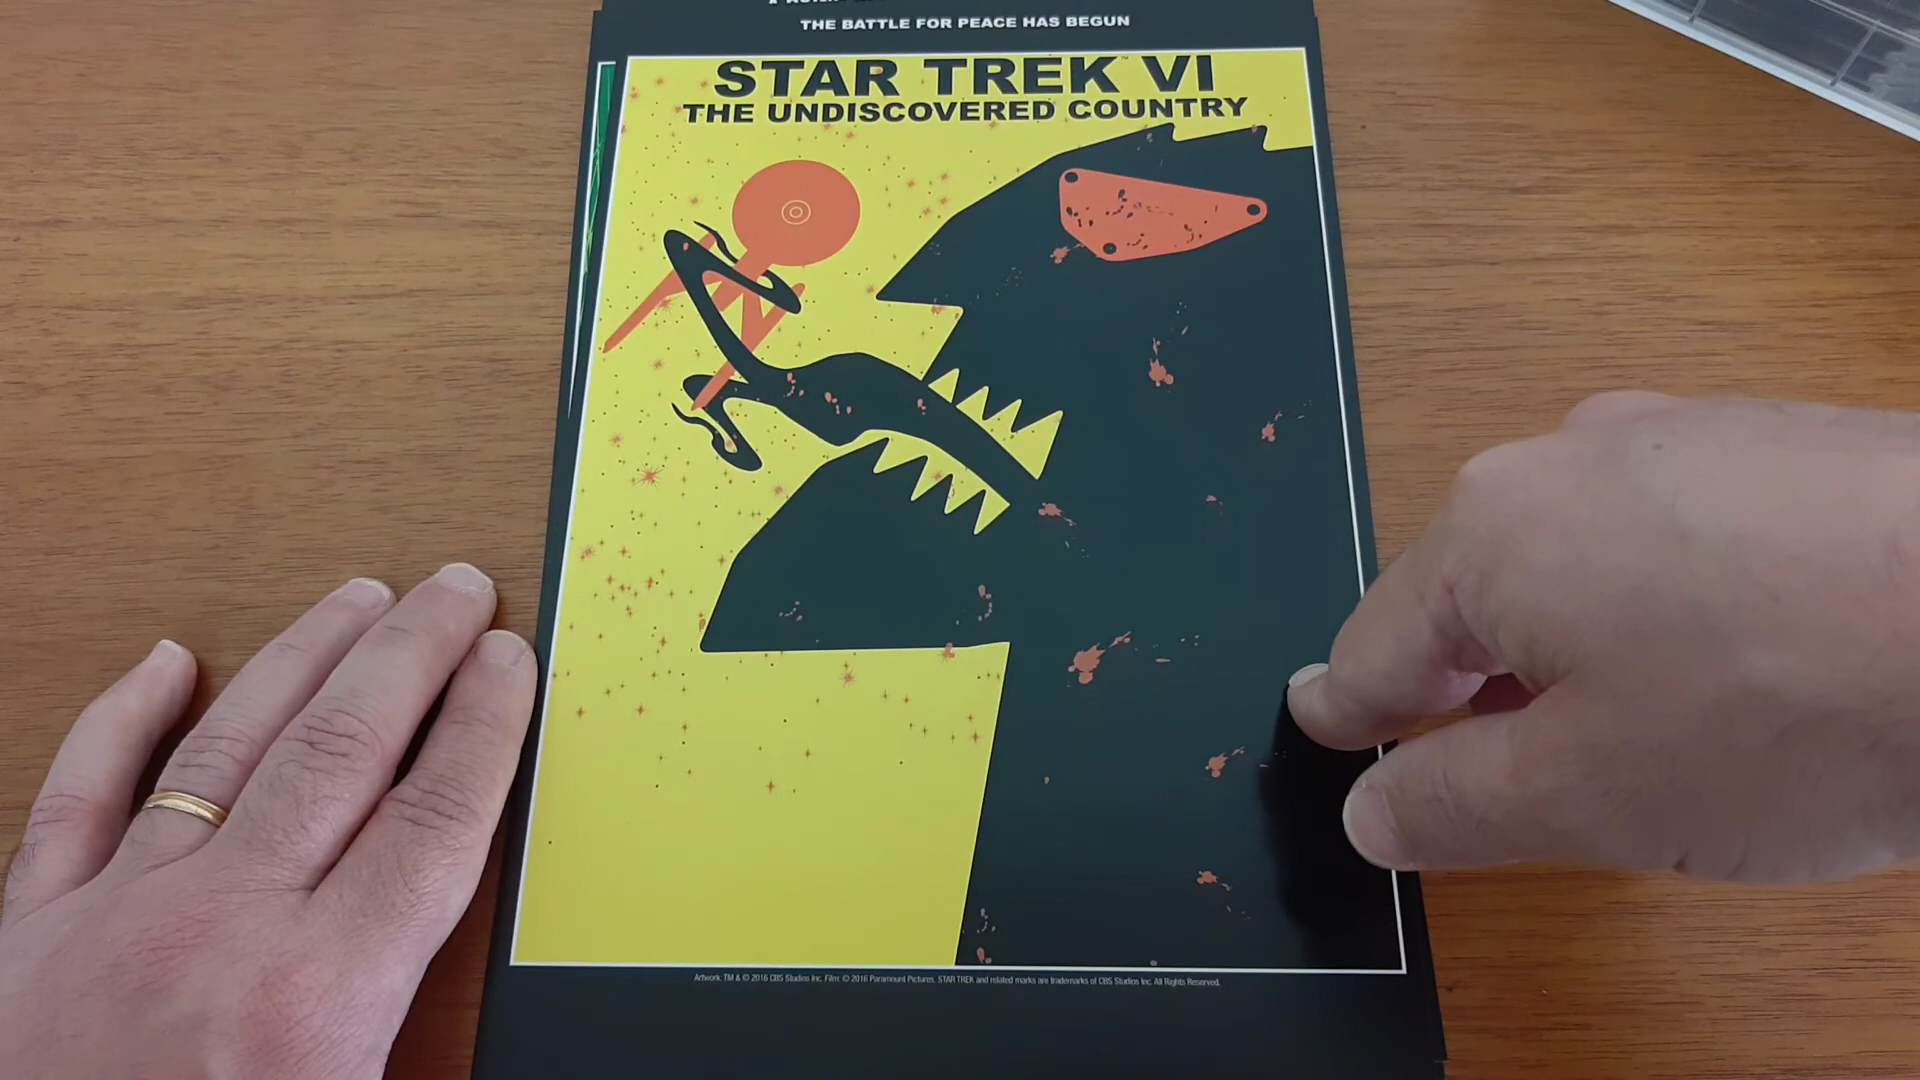 THE BATTLE FOR PEACE HAS BEGUN
STAR TREK™ VI
THE UNDISCOVERED COUNTRY
Artwork: TM & © 2016 CBS Studios Inc. Film: © 2016 Paramount Pictures. STAR TREK and related marks are trademarks of CBS Studios Inc. All Rights Reserved.